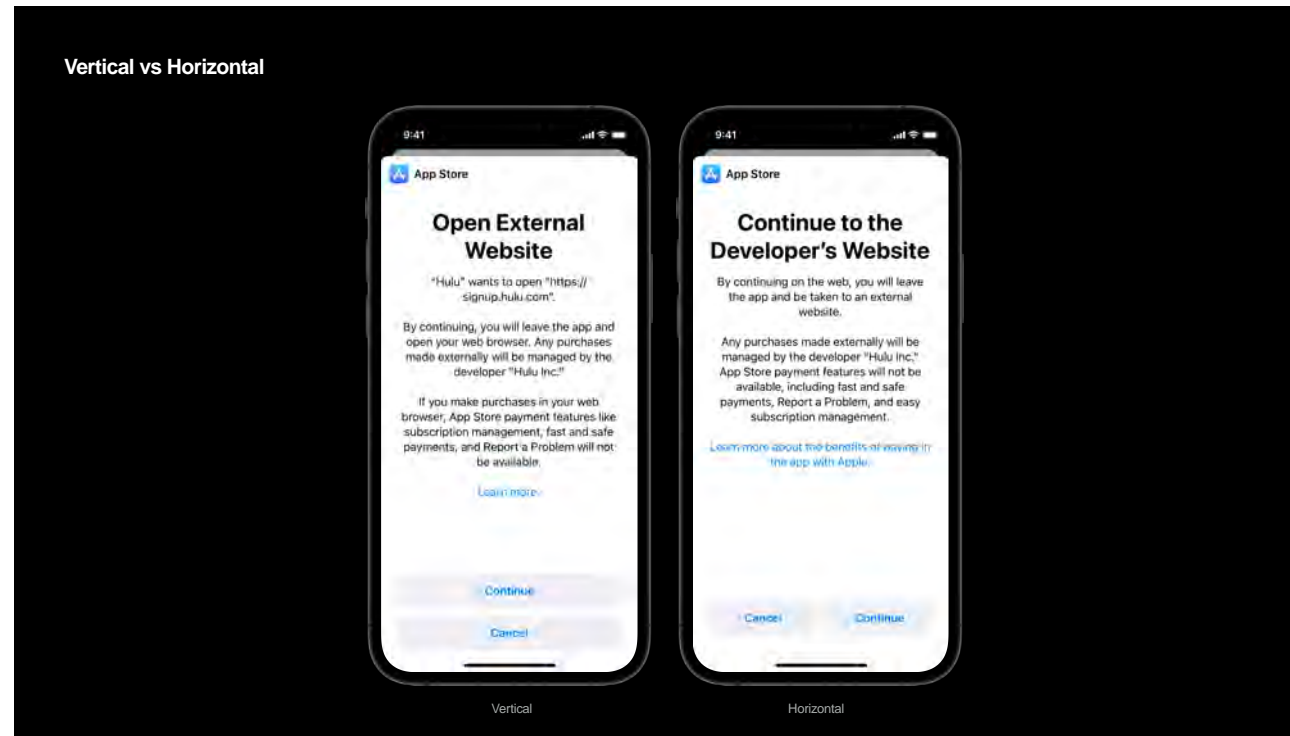 Vertical vs Horizontal
9:41
App Store
Open External
Website
"Hulu" wants to open "https://
signup.hulu.com".
By continuing, you will leave the app and
open your web browser. Any purchases
made externally will be managed by the
developer "Hulu Inc."
If you make purchases in your web
browser, App Store payment features like
subscription management, fast and safe
payments, and Report a Problem will not
be available.
Learn more
Continue
Cancel
Vertical
9:41
App Store
Continue to the
Developer's Website
By continuing on the web, you will leave
the app and be taken to an external
website.
Any purchases made externally will be
managed by the developer "Hulu Inc."
App Store payment features will not be
available, including fast and safe
payments, Report a Problem, and easy
subscription management.
Learn more about the benefits of paying in
the app with Apple.
Cancel
Continue
Horizontal